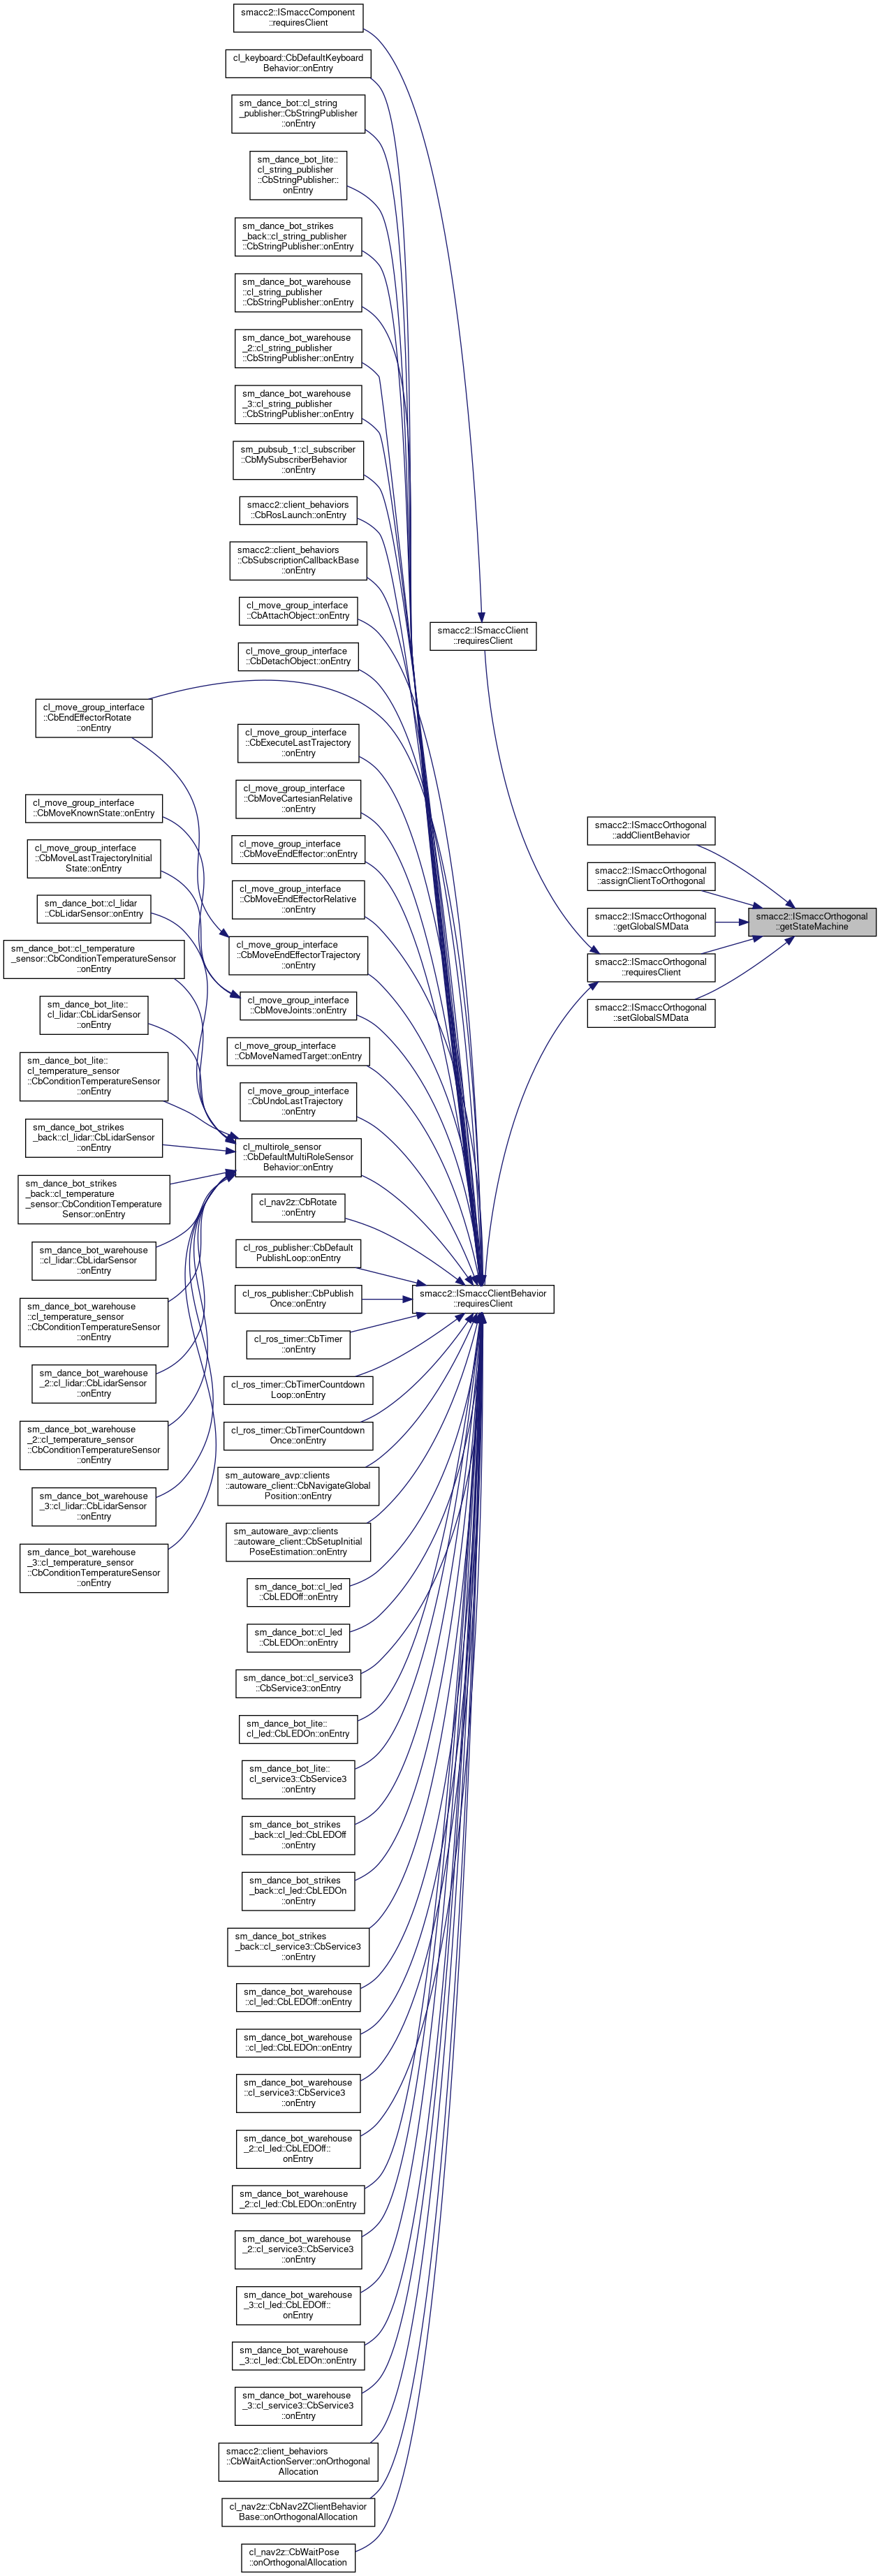 smacc2::ISmaccComponent
::requiresClient
cl_keyboard::CbDefaultKeyboard
Behavior::onEntry
sm_dance_bot::cl_string
_publisher::CbStringPublisher
::onEntry
sm_dance_bot_lite::
cl_string_publisher
::CbStringPublisher::
onEntry
sm_dance_bot_strikes
_back::cl_string_publisher
::CbStringPublisher::onEntry
sm_dance_bot_warehouse
::cl_string_publisher
::CbStringPublisher::onEntry
sm_dance_bot_warehouse
_2::cl_string_publisher
::CbStringPublisher::onEntry
sm_dance_bot_warehouse
_3::cl_string_publisher
::CbStringPublisher::onEntry
sm_pubsub_1::cl_subscriber
::CbMySubscriberBehavior
::onEntry
smacc2::client_behaviors
::CbRosLaunch::onEntry
smacc2::client_behaviors
::CbSubscriptionCallbackBase
::onEntry
cl_move_group_interface
::CbAttachObject::onEntry
cl_move_group_interface
::CbDetachObject::onEntry
cl_move_group_interface
::CbExecuteLastTrajectory
::onEntry
cl_move_group_interface
::CbMoveCartesianRelative
::onEntry
cl_move_group_interface
::CbMoveEndEffector::onEntry
cl_move_group_interface
::CbMoveEndEffectorRelative
::onEntry
cl_move_group_interface
::CbMoveEndEffectorTrajectory
::onEntry
cl_move_group_interface
::CbMoveJoints::onEntry
cl_move_group_interface
::CbMoveNamedTarget::onEntry
cl_move_group_interface
::CbUndoLastTrajectory
::onEntry
cl_multirole_sensor
::CbDefaultMultiRoleSensor
Behavior::onEntry
cl_nav2z::CbRotate
::onEntry
cl_ros_publisher::CbDefault
PublishLoop::onEntry
cl_ros_publisher::CbPublish
Once::onEntry
cl_ros_timer::CbTimer
::onEntry
cl_ros_timer::CbTimerCountdown
Loop::onEntry
cl_ros_timer::CbTimerCountdown
Once::onEntry
sm_autoware_avp::clients
::autoware_client::CbNavigateGlobal
Position::onEntry
sm_autoware_avp::clients
::autoware_client::CbSetupInitial
PoseEstimation::onEntry
sm_dance_bot::cl_led
::CbLEDOff::onEntry
sm_dance_bot::cl_led
::CbLEDOn::onEntry
sm_dance_bot::cl_service3
::CbService3::onEntry
sm_dance_bot_lite::
cl_led::CbLEDOn::onEntry
sm_dance_bot_lite::
cl_service3::CbService3
::onEntry
sm_dance_bot_strikes
_back::cl_led::CbLEDOff
::onEntry
sm_dance_bot_strikes
_back::cl_led::CbLEDOn
::onEntry
sm_dance_bot_strikes
_back::cl_service3::CbService3
::onEntry
sm_dance_bot_warehouse
::cl_led::CbLEDOff::onEntry
sm_dance_bot_warehouse
::cl_led::CbLEDOn::onEntry
sm_dance_bot_warehouse
::cl_service3::CbService3
::onEntry
sm_dance_bot_warehouse
_2::cl_led::CbLEDOff::
onEntry
sm_dance_bot_warehouse
_2::cl_led::CbLEDOn::onEntry
sm_dance_bot_warehouse
_2::cl_service3::CbService3
::onEntry
sm_dance_bot_warehouse
_3::cl_led::CbLEDOff::
onEntry
sm_dance_bot_warehouse
_3::cl_led::CbLEDOn::onEntry
sm_dance_bot_warehouse
_3::cl_service3::CbService3
::onEntry
smacc2::client_behaviors
::CbWaitActionServer::onOrthogonal
Allocation
cl_nav2z::CbNav2ZClientBehavior
Base::onOrthogonalAllocation
cl_nav2z::CbWaitPose
::onOrthogonalAllocation
cl_move_group_interface
::CbEndEffectorRotate
::onEntry
cl_move_group_interface
::CbMoveKnownState::onEntry
cl_move_group_interface
::CbMoveLastTrajectoryInitial
State::onEntry
sm_dance_bot::cl_lidar
::CbLidarSensor::onEntry
sm_dance_bot::cl_temperature
_sensor::CbConditionTemperatureSensor
::onEntry
sm_dance_bot_lite::
cl_lidar::CbLidarSensor
::onEntry
sm_dance_bot_lite::
cl_temperature_sensor
::CbConditionTemperatureSensor
::onEntry
sm_dance_bot_strikes
_back::cl_lidar::CbLidarSensor
::onEntry
sm_dance_bot_strikes
_back::cl_temperature
_sensor::CbConditionTemperature
Sensor::onEntry
sm_dance_bot_warehouse
::cl_lidar::CbLidarSensor
::onEntry
sm_dance_bot_warehouse
::cl_temperature_sensor
::CbConditionTemperatureSensor
::onEntry
sm_dance_bot_warehouse
_2::cl_lidar::CbLidarSensor
::onEntry
sm_dance_bot_warehouse
_2::cl_temperature_sensor
::CbConditionTemperatureSensor
::onEntry
sm_dance_bot_warehouse
_3::cl_lidar::CbLidarSensor
::onEntry
sm_dance_bot_warehouse
_3::cl_temperature_sensor
::CbConditionTemperatureSensor
::onEntry
smacc2::ISmaccClient
::requiresClient
smacc2::ISmaccClientBehavior
::requiresClient
smacc2::ISmaccOrthogonal
::addClientBehavior
smacc2::ISmaccOrthogonal
::assignClientToOrthogonal
smacc2::ISmaccOrthogonal
::getGlobalSMData
smacc2::ISmaccOrthogonal
::requiresClient
smacc2::ISmaccOrthogonal
::setGlobalSMData
smacc2::ISmaccOrthogonal
::getStateMachine